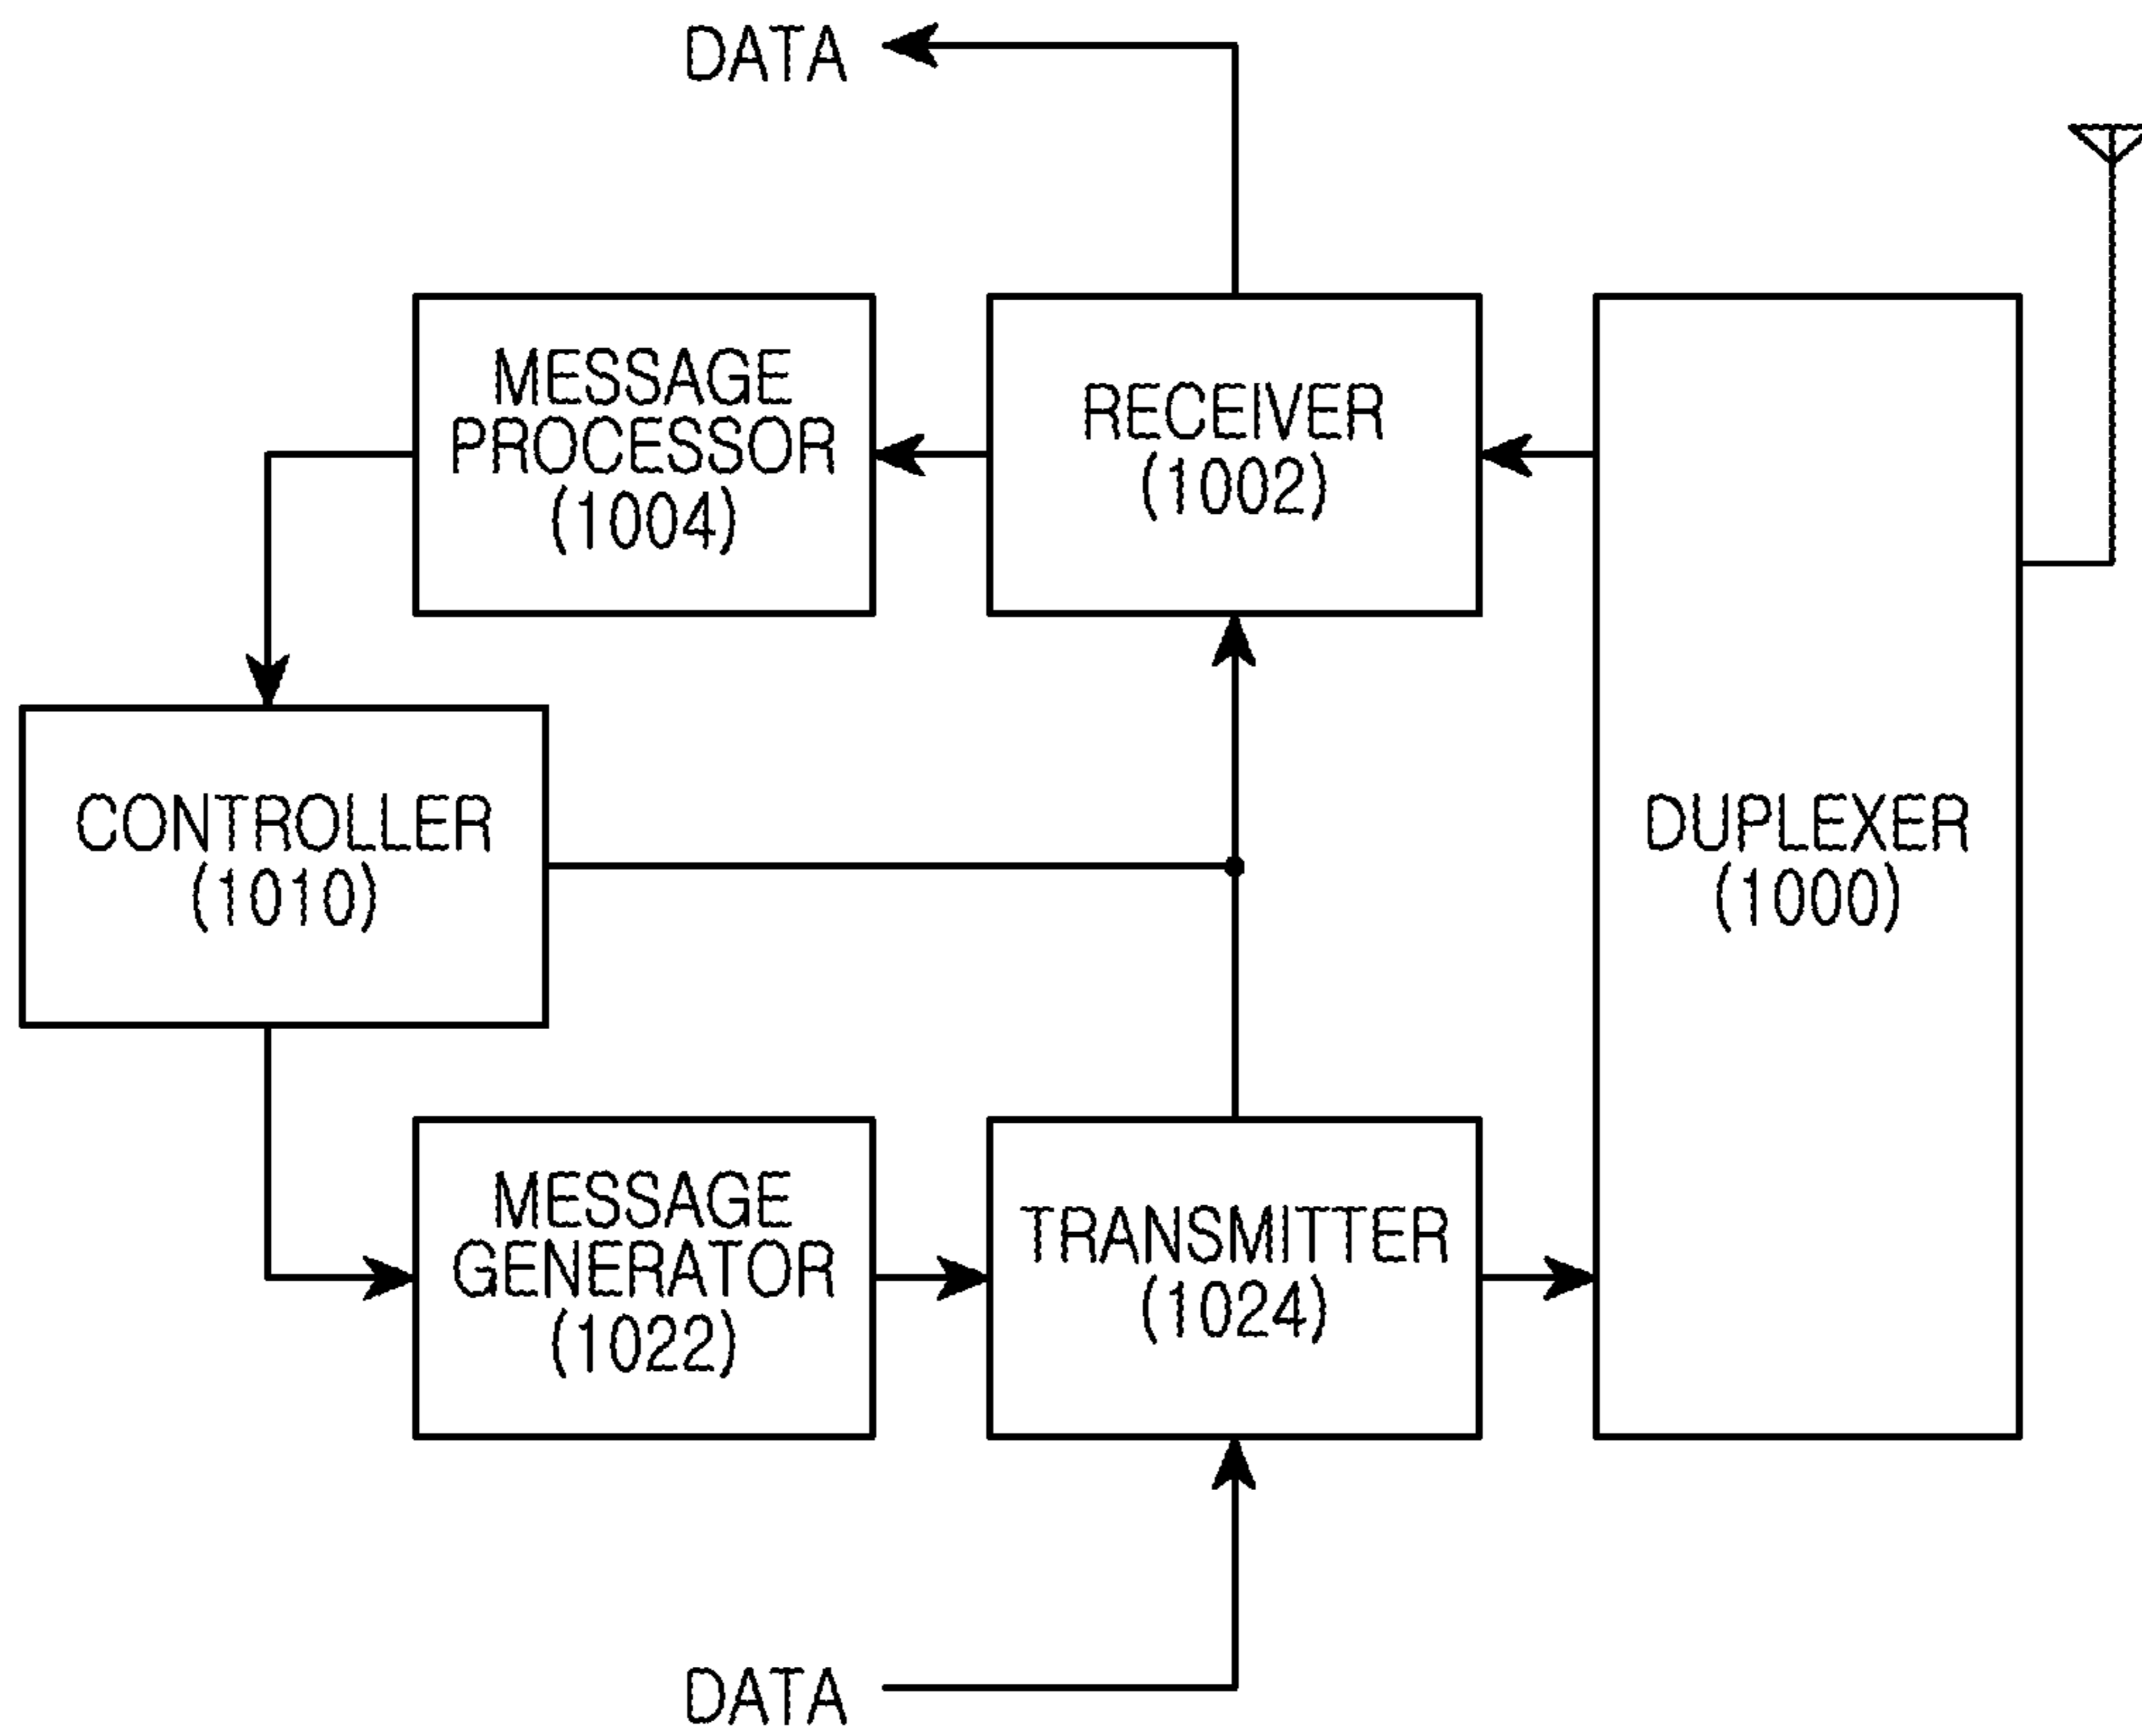 DATA
MESSAGE
PROCESSOR
(1004)
RECEIVER
(1002)
CONTROLLER
(1010)
DUPLEXER
(1000)
MESSAGE
GENERATOR
(1022)
TRANSMITTER
(1024)
DATA